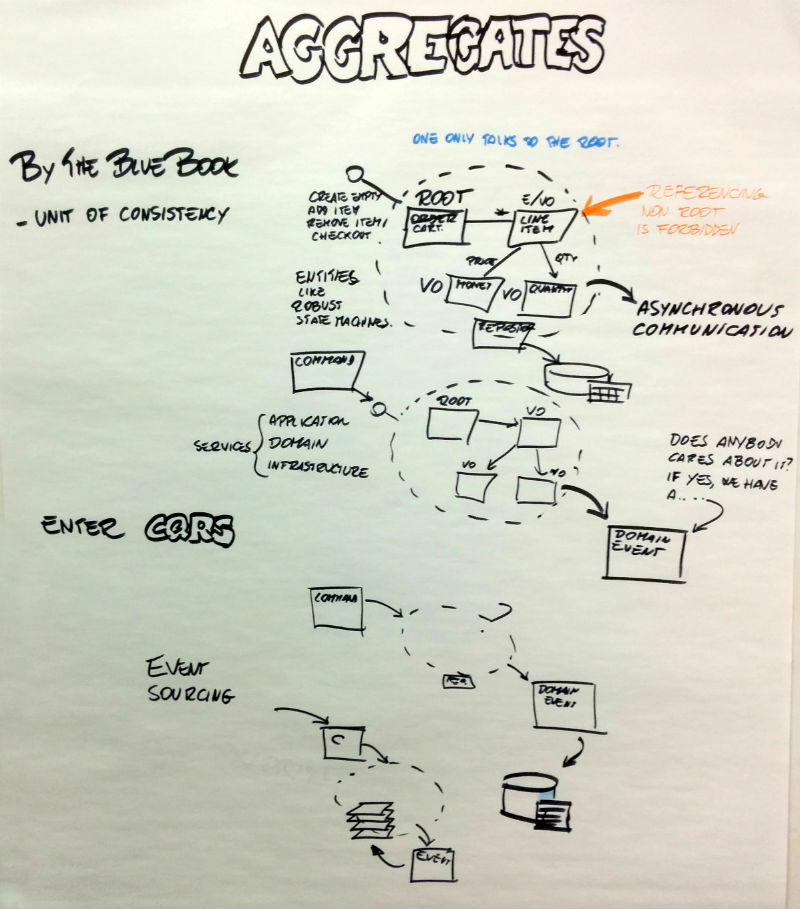 AGGREGATES
ONE ONLY TALKS TO THE ROOT.
BY THE BLUE BOOK
- UNIT OF CONSISTENCY
CREATE EMPTY
ADD ITEM
REMOVE ITEM/
CHECKOUT
ROOT
ORDER
CART.
E/VO
LINE
ITEM
REFERENCING
NON ROOT
IS FORBIDDEN
PRICE
QTY
VO
MONEY
VO
QUANTITY
ENTITIES
LIKE
ROBUST
STATE MACHINES.
ASYNCHRONOUS
COMMUNICATION
COMMAND
SERVICES
APPLICATION
DOMAIN
INFRASTRUCTURE
ROOT
VO
VO
VO
DOES ANYBODY
CARES ABOUT IT?
IF YES, WE HAVE
A....
DOMAIN
EVENT
ENTER CQRS
COMMAND
DOMAIN
EVENT
EVENT
SOURCING
C
EVENT